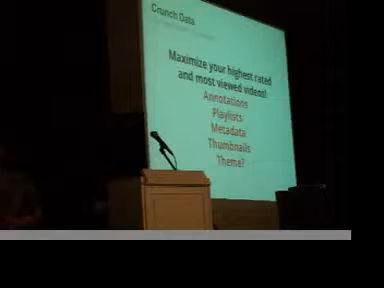 Crunch Data
Maximize your highest rated
and most viewed videos!
Annotations
Playlists
Metadata
Thumbnails
Theme?